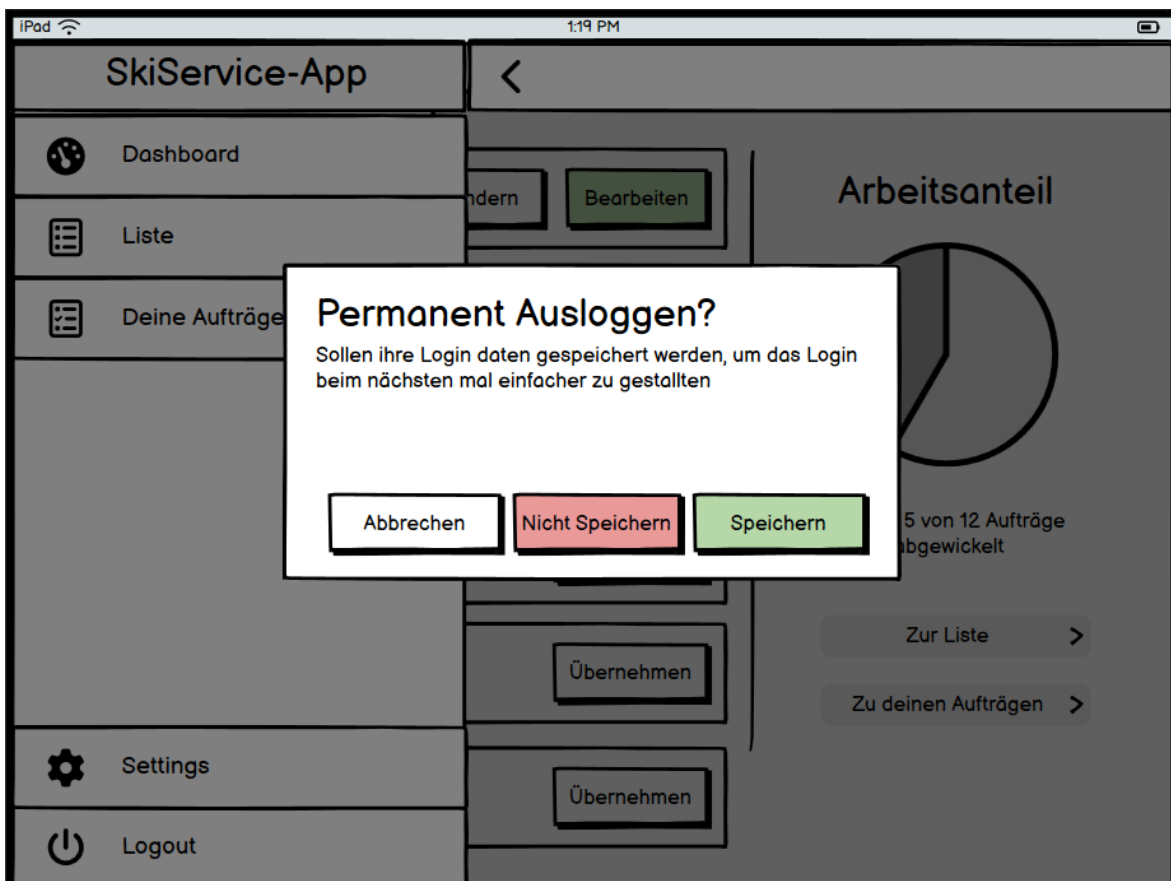 iPad
1:19 PM
SkiService-App
Dashboard
Liste
Deine Aufträge
ndern
Bearbeiten
Arbeitsanteil
Permanent Ausloggen?
Sollen ihre Login daten gespeichert werden, um das Login
beim nächsten mal einfacher zu gestallten
Abbrechen
Nicht Speichern
Speichern
5 von 12 Aufträge
abgewickelt
Zur Liste
Zu deinen Aufträgen
Übernehmen
Übernehmen
Settings
Logout